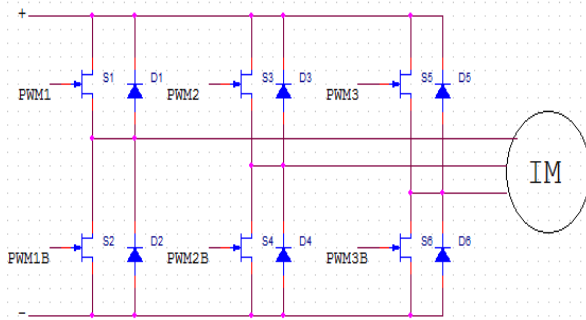 +
S1 D1 S3 D3 S5 D5
PWM1 PWM2 PWM3
IM
S2 D2 S4 D4 S6 D6
PWM1B PWM2B PWM3B
-